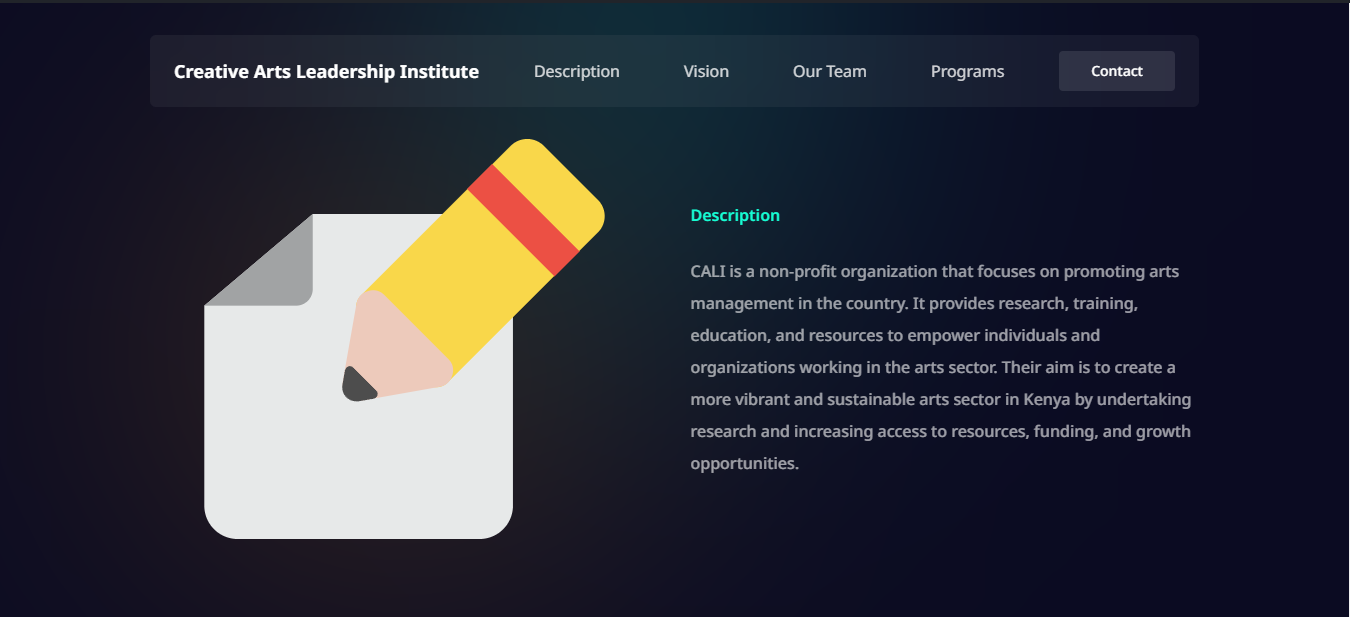 Creative Arts Leadership Institute Description Vision Our Team Programs Contact
Description
CALI is a non-profit organization that focuses on promoting arts
management in the country. It provides research, training,
education, and resources to empower individuals and
organizations working in the arts sector. Their aim is to create a
more vibrant and sustainable arts sector in Kenya by undertaking
research and increasing access to resources, funding, and growth
opportunities.